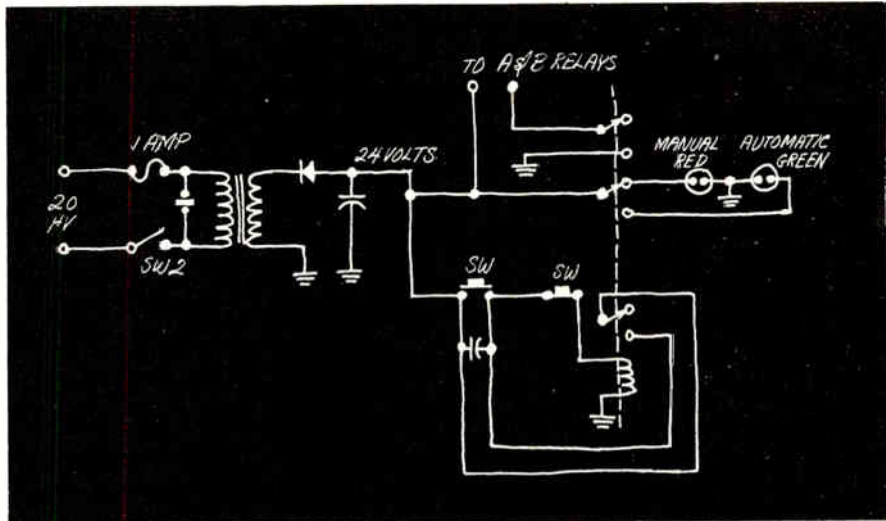 TO A&B RELAYS
1 AMP
24 VOLTS
MANUAL
RED
AUTOMATIC
GREEN
20
HV
SW2
SW
SW